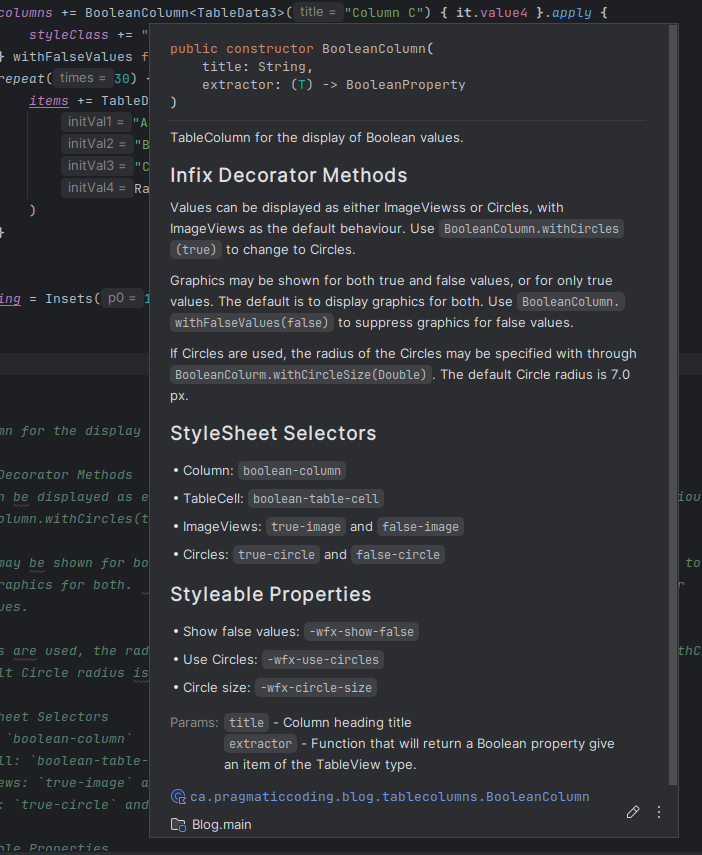 columns += BooleanColumn<TableData3>( title = "Column C") { it.value4 }.apply {
styleClass += "
} withFalseValues f
repeat( times = 30) {
items += TableD
initVal1 = "A
initVal2 = "B
initVal3 = "C
initVal4 = Ra
)
}
ing = Insets( p0 = 1
mn for the display
Decorator Methods
n be displayed as e
olumn.withCircles(t
may be shown for bo
raphics for both.
ues.
s are used, the rad
lt Circle radius is
heet Selectors
`boolean-column`
ll: `boolean-table-
ews: `true-image` a
: `true-circle` and
ble Properties
public constructor BooleanColumn(
title: String,
extractor: (T) -> BooleanProperty
)
TableColumn for the display of Boolean values.
Infix Decorator Methods
Values can be displayed as either ImageViewss or Circles, with
ImageViews as the default behaviour. Use BooleanColumn.withCircles
(true) to change to Circles.
Graphics may be shown for both true and false values, or for only true
values. The default is to display graphics for both. Use BooleanColumn.
withFalseValues(false) to suppress graphics for false values.
If Circles are used, the radius of the Circles may be specified with through
BooleanColurm.withCircleSize(Double). The default Circle radius is 7.0
px.
StyleSheet Selectors
• Column: boolean-column
• TableCell: boolean-table-cell
• ImageViews: true-image and false-image
• Circles: true-circle and false-circle
Styleable Properties
• Show false values: -wfx-show-false
• Use Circles: -wfx-use-circles
• Circle size: -wfx-circle-size
Params: title - Column heading title
extractor - Function that will return a Boolean property give
an item of the TableView type.
ca.pragmaticcoding.blog.tablecolumns.BooleanColumn
Blog.main